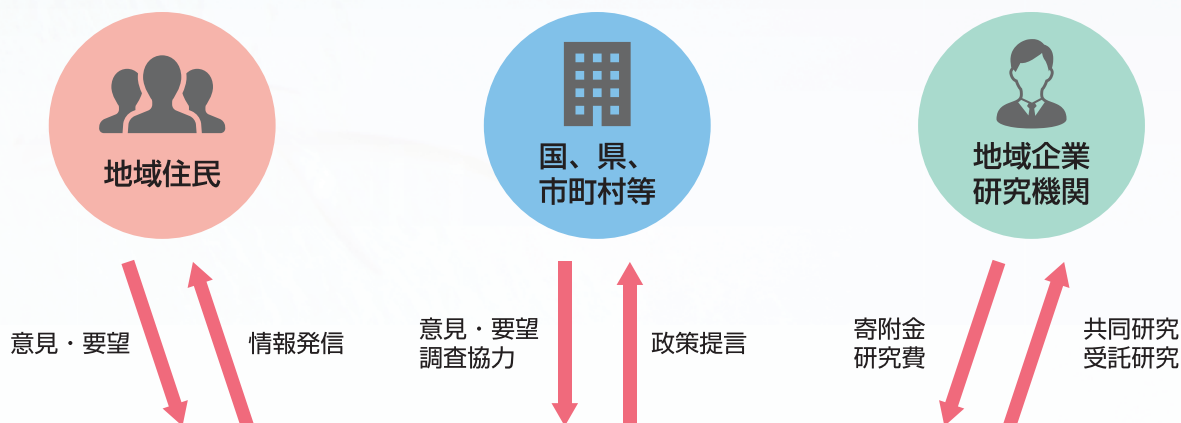 地域住民
国、県、
市町村等
地域企業
研究機関
意見・要望
情報発信
意見・要望
調査協力
政策提言
寄附金
研究費
共同研究
受託研究